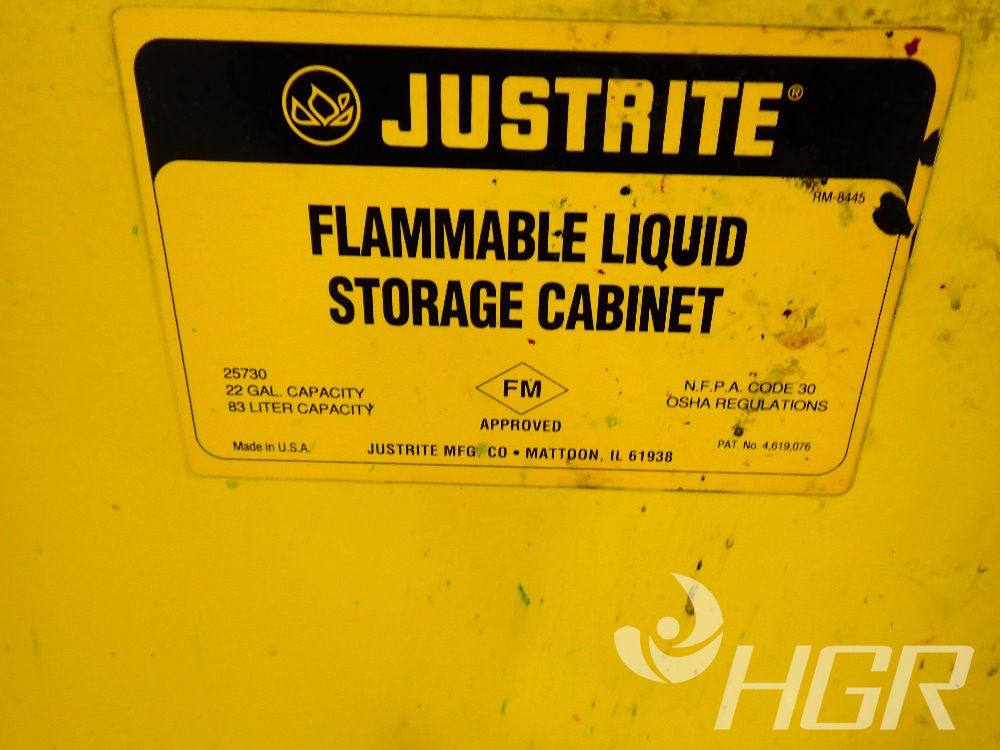 JUSTRITE®
RM-8445
FLAMMABLE LIQUID
STORAGE CABINET
25730
22 GAL. CAPACITY
83 LITER CAPACITY
FM
APPROVED
N.F.P.A. CODE 30
OSHA REGULATIONS
Made in U.S.A.
JUSTRITE MFG. CO • MATTOON, IL 61938
PAT. No. 4,619,076
HGR